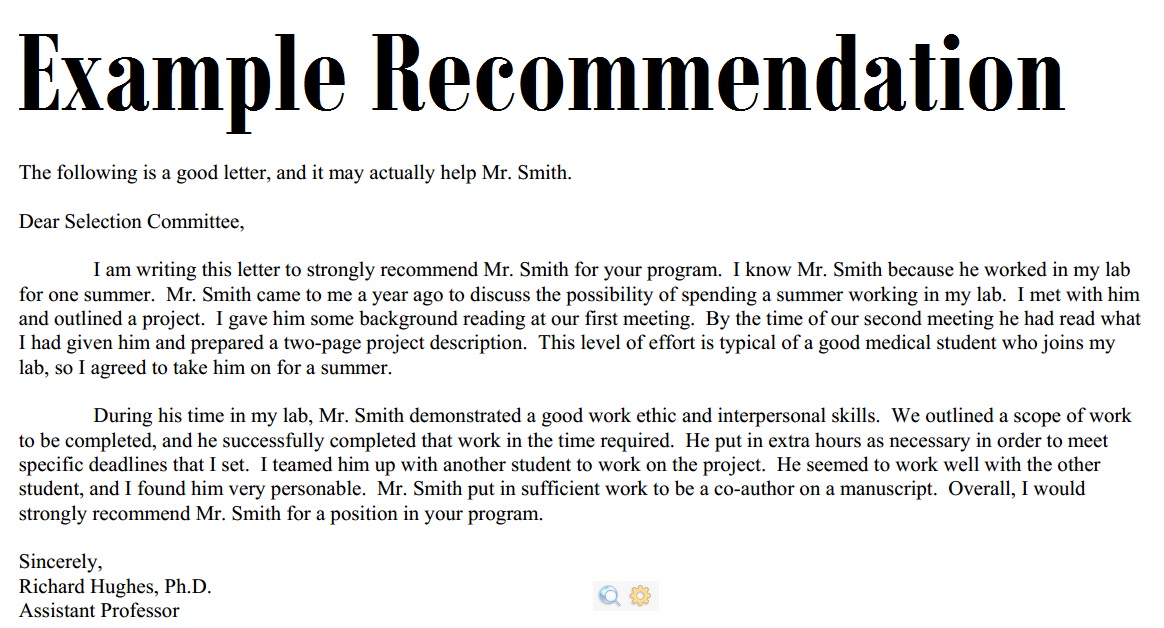 Example Recommendation
The following is a good letter, and it may actually help Mr. Smith.
Dear Selection Committee,
I am writing this letter to strongly recommend Mr. Smith for your program.  I know Mr. Smith because he worked in my lab
for one summer.  Mr. Smith came to me a year ago to discuss the possibility of spending a summer working in my lab.  I met with him
and outlined a project.  I gave him some background reading at our first meeting.  By the time of our second meeting he had read what
I had given him and prepared a two-page project description.  This level of effort is typical of a good medical student who joins my
lab, so I agreed to take him on for a summer.
During his time in my lab, Mr. Smith demonstrated a good work ethic and interpersonal skills.  We outlined a scope of work
to be completed, and he successfully completed that work in the time required.  He put in extra hours as necessary in order to meet
specific deadlines that I set.  I teamed him up with another student to work on the project.  He seemed to work well with the other
student, and I found him very personable.  Mr. Smith put in sufficient work to be a co-author on a manuscript.  Overall, I would
strongly recommend Mr. Smith for a position in your program.
Sincerely,
Richard Hughes, Ph.D.
Assistant Professor